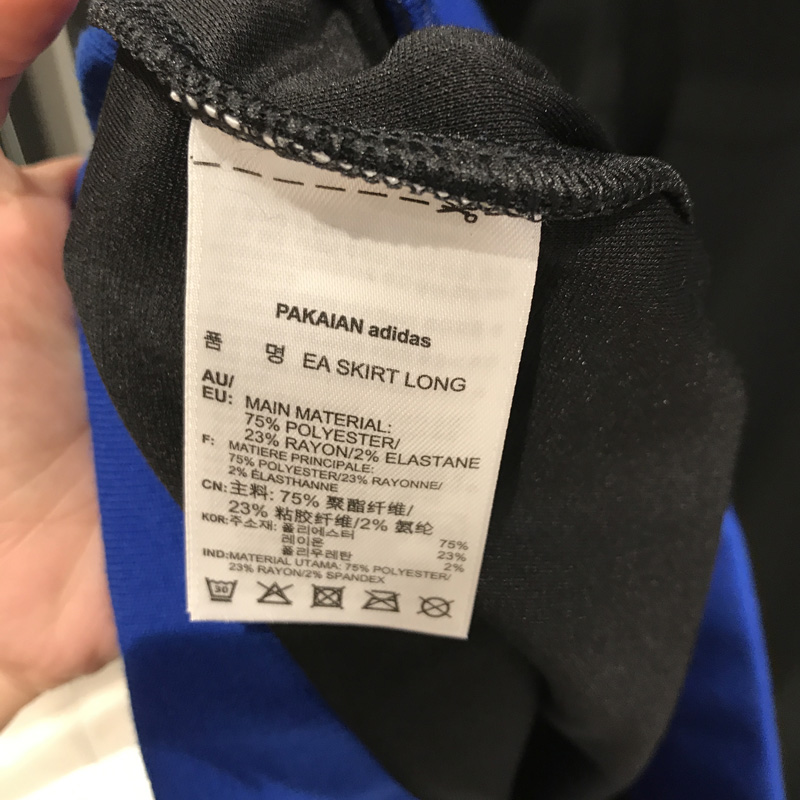 PAKAIAN adidas
품 명 EA SKIRT LONG
AU/
EU: MAIN MATERIAL:
75% POLYESTER/
23% RAYON/2% ELASTANE
F: MATIERE PRINCIPALE:
75% POLYESTER/23% RAYONNE/
2% ÉLASTHANNE
CN:主料: 75% 聚酯纤维/
23% 粘胶纤维/2% 氨纶
KOR:주소재: 폴리에스터 75%
레이온 23%
폴리우레탄 2%
IND:MATERIAL UTAMA: 75% POLYESTER/
23% RAYON/2% SPANDEX
30